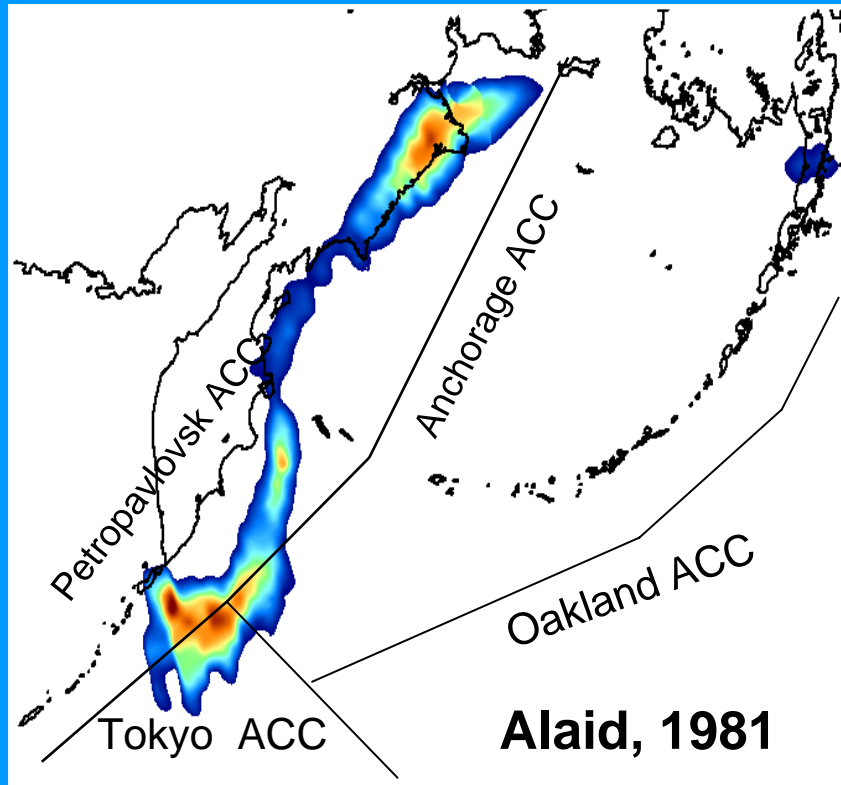 Anchorage ACC
Petropavlovsk ACC
Oakland ACC
Tokyo ACC
Alaid, 1981